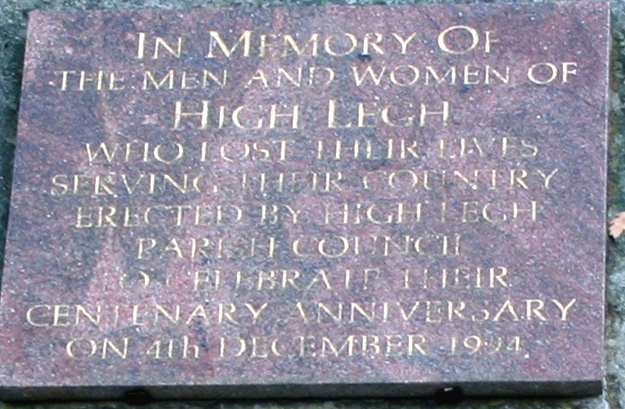 IN MEMORY OF
THE MEN AND WOMEN OF
HIGH LEGH
WHO LOST THEIR LIVES
SERVING THEIR COUNTRY
ERECTED BY HIGH LEGH
PARISH COUNCIL
TO CELEBRATE THEIR
CENTENARY ANNIVERSARY
ON 4th DECEMBER 1994